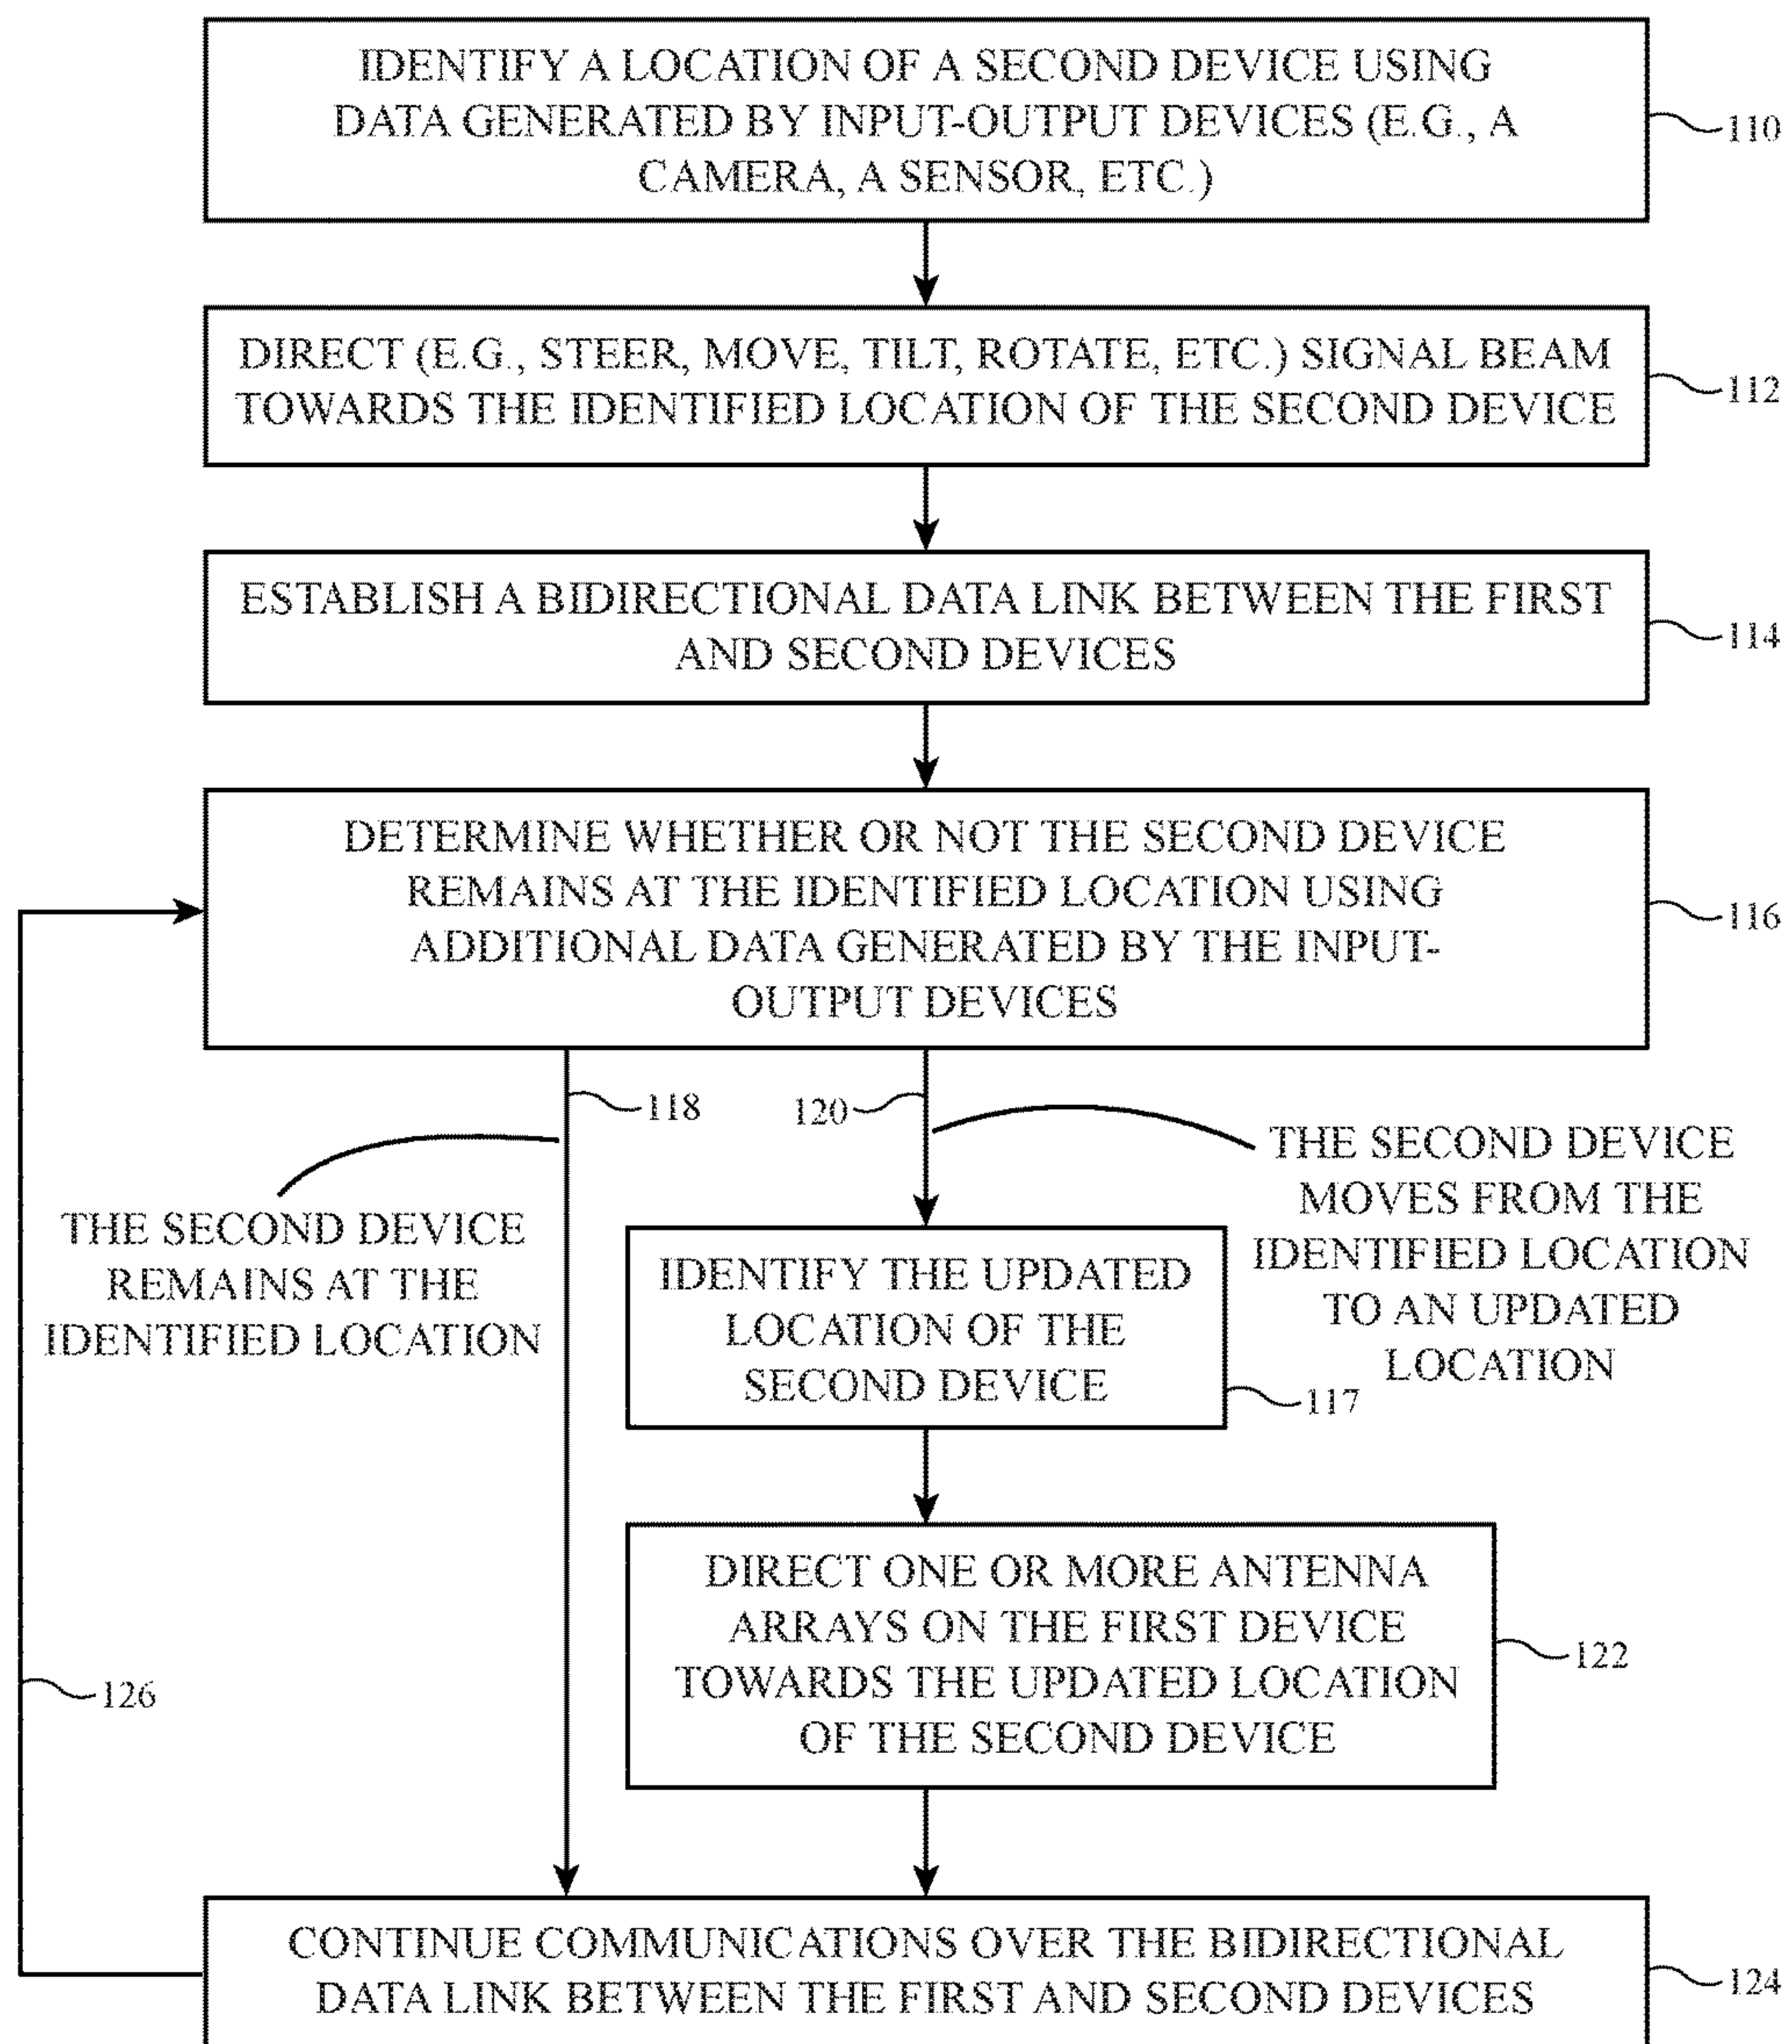 IDENTIFY A LOCATION OF A SECOND DEVICE USING
DATA GENERATED BY INPUT-OUTPUT DEVICES (E.G., A
CAMERA, A SENSOR, ETC.)
110
DIRECT (E.G., STEER, MOVE, TILT, ROTATE, ETC.) SIGNAL BEAM
TOWARDS THE IDENTIFIED LOCATION OF THE SECOND DEVICE
112
ESTABLISH A BIDIRECTIONAL DATA LINK BETWEEN THE FIRST
AND SECOND DEVICES
114
DETERMINE WHETHER OR NOT THE SECOND DEVICE
REMAINS AT THE IDENTIFIED LOCATION USING
ADDITIONAL DATA GENERATED BY THE INPUT-
OUTPUT DEVICES
116
118
120
THE SECOND DEVICE
REMAINS AT THE
IDENTIFIED LOCATION
THE SECOND DEVICE
MOVES FROM THE
IDENTIFIED LOCATION
TO AN UPDATED
LOCATION
IDENTIFY THE UPDATED
LOCATION OF THE
SECOND DEVICE
117
DIRECT ONE OR MORE ANTENNA
ARRAYS ON THE FIRST DEVICE
TOWARDS THE UPDATED LOCATION
OF THE SECOND DEVICE
122
126
CONTINUE COMMUNICATIONS OVER THE BIDIRECTIONAL
DATA LINK BETWEEN THE FIRST AND SECOND DEVICES
124